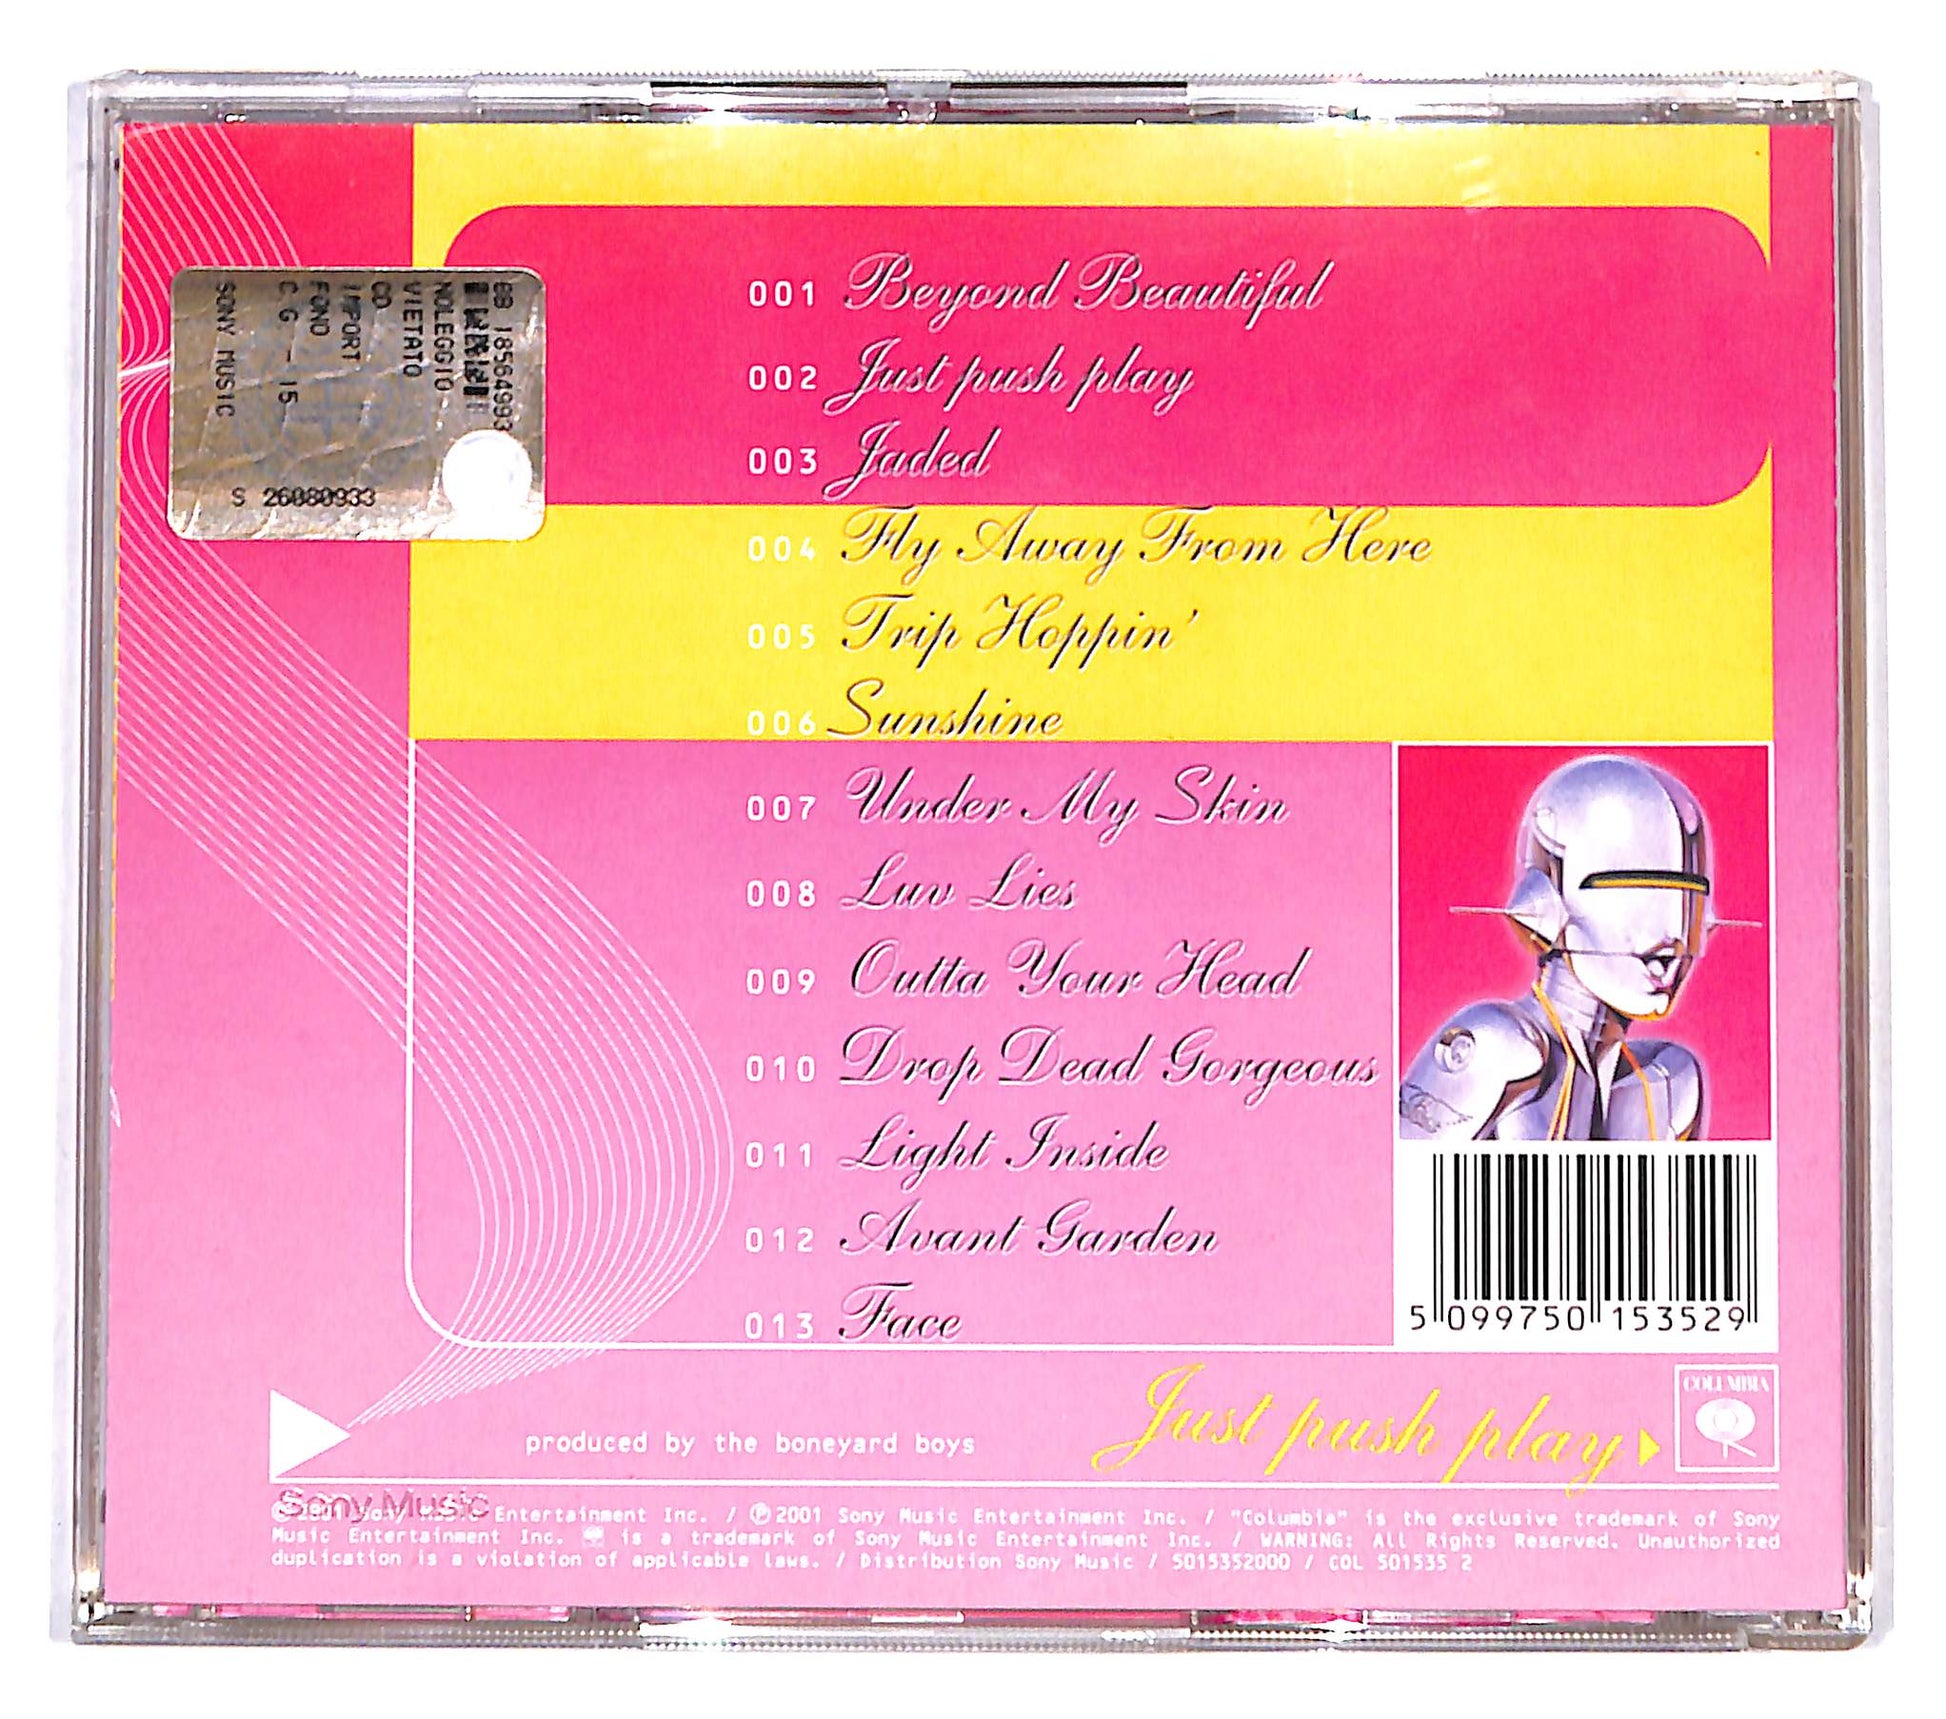 001 Beyond Beautiful
002 Just push play
003 Jaded
004 Fly Away From Here
005 Trip Hoppin'
006 Sunshine
007 Under My Skin
008 Luv Lies
009 Outta Your Head
010 Drop Dead Gorgeous
011 Light Inside
012 Avant Garden
013 Face
BB 18564993
NOLEGGIO
VIETATO
CD
IMPORT
FONO
C.G 15
SONY MUSIC
S 26080933
5 099750 153529
produced by the boneyard boys
Just push play
COLUMBIA
Sony Music
© 2001 Sony Music Entertainment Inc. / ℗ 2001 Sony Music Entertainment Inc. / "Columbia" is the exclusive trademark of Sony
Music Entertainment Inc. is a trademark of Sony Music Entertainment Inc. / WARNING: All Rights Reserved. Unauthorized
duplication is a violation of applicable laws. / Distribution Sony Music / 5015352000 / COL 501535 2